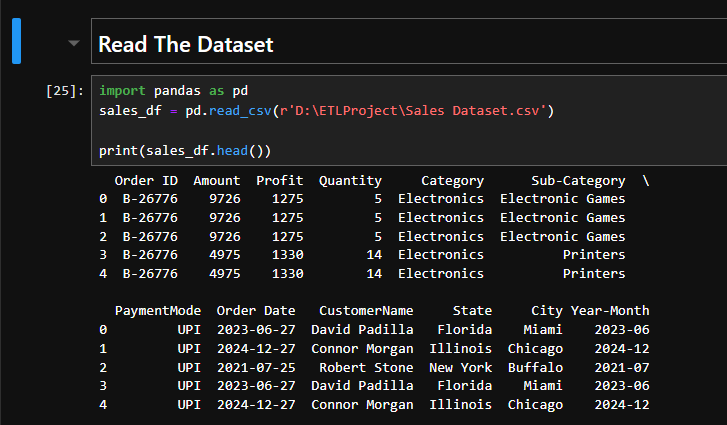 Read The Dataset
[25]: import pandas as pd
sales_df = pd.read_csv(r'D:\ETLProject\Sales Dataset.csv')
print(sales_df.head())
Order ID Amount Profit Quantity Category Sub-Category \
0 B-26776 9726 1275 5 Electronics Electronic Games
1 B-26776 9726 1275 5 Electronics Electronic Games
2 B-26776 9726 1275 5 Electronics Electronic Games
3 B-26776 4975 1330 14 Electronics Printers
4 B-26776 4975 1330 14 Electronics Printers
PaymentMode Order Date CustomerName State City Year-Month
0 UPI 2023-06-27 David Padilla Florida Miami 2023-06
1 UPI 2024-12-27 Connor Morgan Illinois Chicago 2024-12
2 UPI 2021-07-25 Robert Stone New York Buffalo 2021-07
3 UPI 2023-06-27 David Padilla Florida Miami 2023-06
4 UPI 2024-12-27 Connor Morgan Illinois Chicago 2024-12